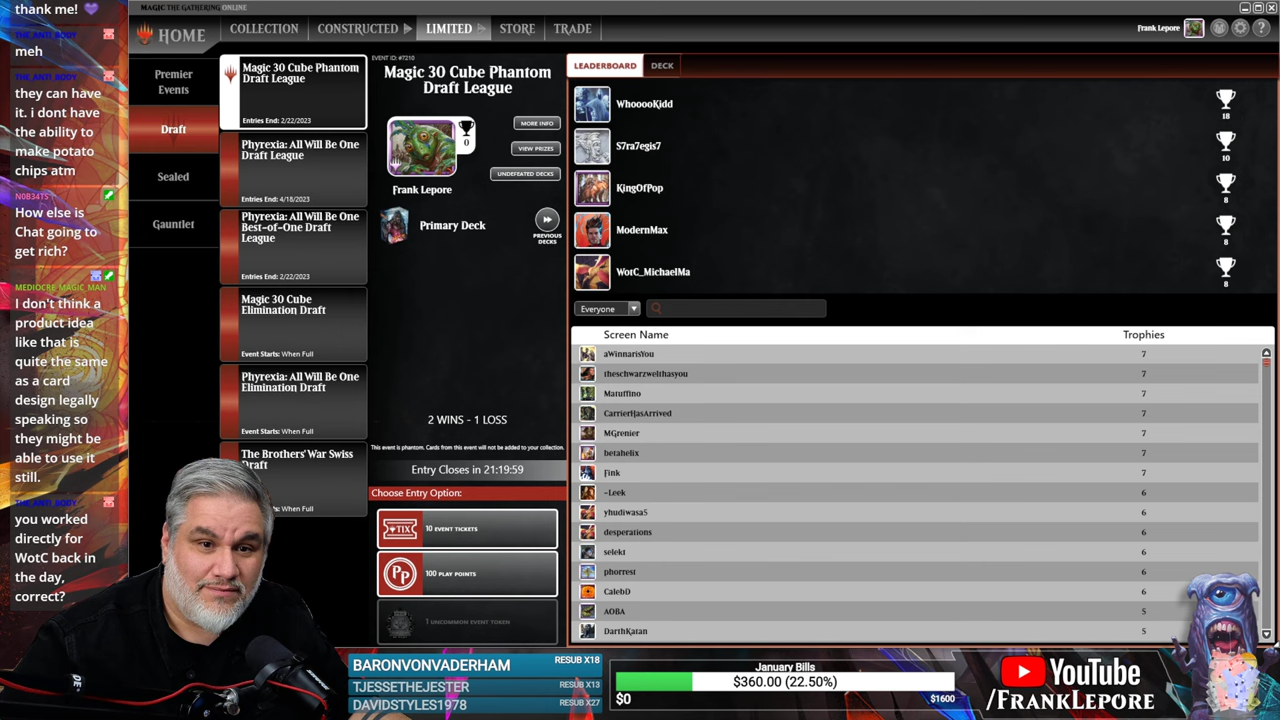 thank me! 💜
THE_ANTI_BODY
meh
THE_ANTI_BODY
they can have
it. i dont have
the ability to
make potato
chips atm
N0B34TS
How else is
Chat going to
get rich?
MEDIOCRE_MAGIC_MAN
I don't think a
product idea
like that is
quite the same
as a card
design legally
speaking so
they might be
able to use it
still.
THE_ANTI_BODY
you worked
directly for
WotC back in
the day,
correct?
MAGIC: THE GATHERING ONLINE
HOME
COLLECTION
CONSTRUCTED
LIMITED
STORE
TRADE
Frank Lepore
Premier
Events
Draft
Sealed
Gauntlet
Magic 30 Cube Phantom
Draft League
Entries End: 2/22/2023
Phyrexia: All Will Be One
Draft League
Entries End: 4/18/2023
Phyrexia: All Will Be One
Best-of-One Draft
League
Entries End: 2/22/2023
Magic 30 Cube
Elimination Draft
Event Starts: When Full
Phyrexia: All Will Be One
Elimination Draft
Event Starts: When Full
The Brothers' War Swiss
Draft
When Full
EVENT ID: #7210
Magic 30 Cube Phantom
Draft League
0
MORE INFO
VIEW PRIZES
UNDEFEATED DECKS
Frank Lepore
Primary Deck
PREVIOUS
DECKS
2 WINS - 1 LOSS
This event is phantom. Cards from this event will not be added to your collection.
Entry Closes in 21:19:59
Choose Entry Option:
TIX
10 EVENT TICKETS
PP
100 PLAY POINTS
1 UNCOMMON EVENT TOKEN
LEADERBOARD
DECK
WhooooKidd
18
S7ra7egis7
10
KingOfPop
8
ModernMax
8
WotC_MichaelMa
8
Everyone
Screen Name Trophies
aWinnarisYou 7
theschwarzwelthasyou 7
Matuffino 7
CarrierHasArrived 7
MGrenier 7
betahelix 7
Fink 7
-Leek 6
yhudiwasa5 6
desperations 6
selekt 6
phorrest 6
CalebD 6
AOBA 5
DarthKatan 5
BARONVONVADERHAM RESUB X18
TJESSETHEJESTER RESUB X13
DAVIDSTYLES1978 RESUB X27
January Bills
$360.00 (22.50%)
$0
$1600
YouTube
/FRANKLEPORE